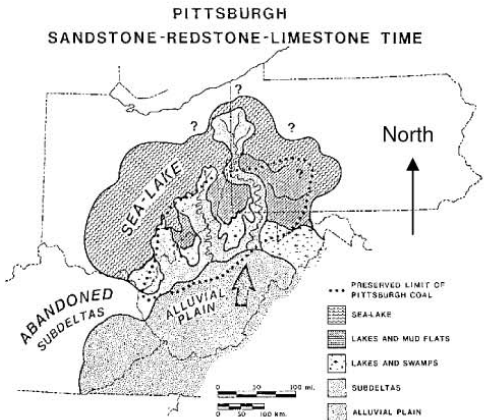 PITTSBURGH
SANDSTONE-REDSTONE-LIMESTONE TIME
?
?
?
North
SEA-LAKE
?
ABANDONED
SUBDELTAS
ALLUVIAL
PLAIN
PRESERVED LIMIT OF
PITTSBURGH COAL
SEA-LAKE
LAKES AND MUD FLATS
LAKES AND SWAMPS
SUBDELTAS
ALLUVIAL PLAIN
0 50 100 mi.
0 50 100 km.